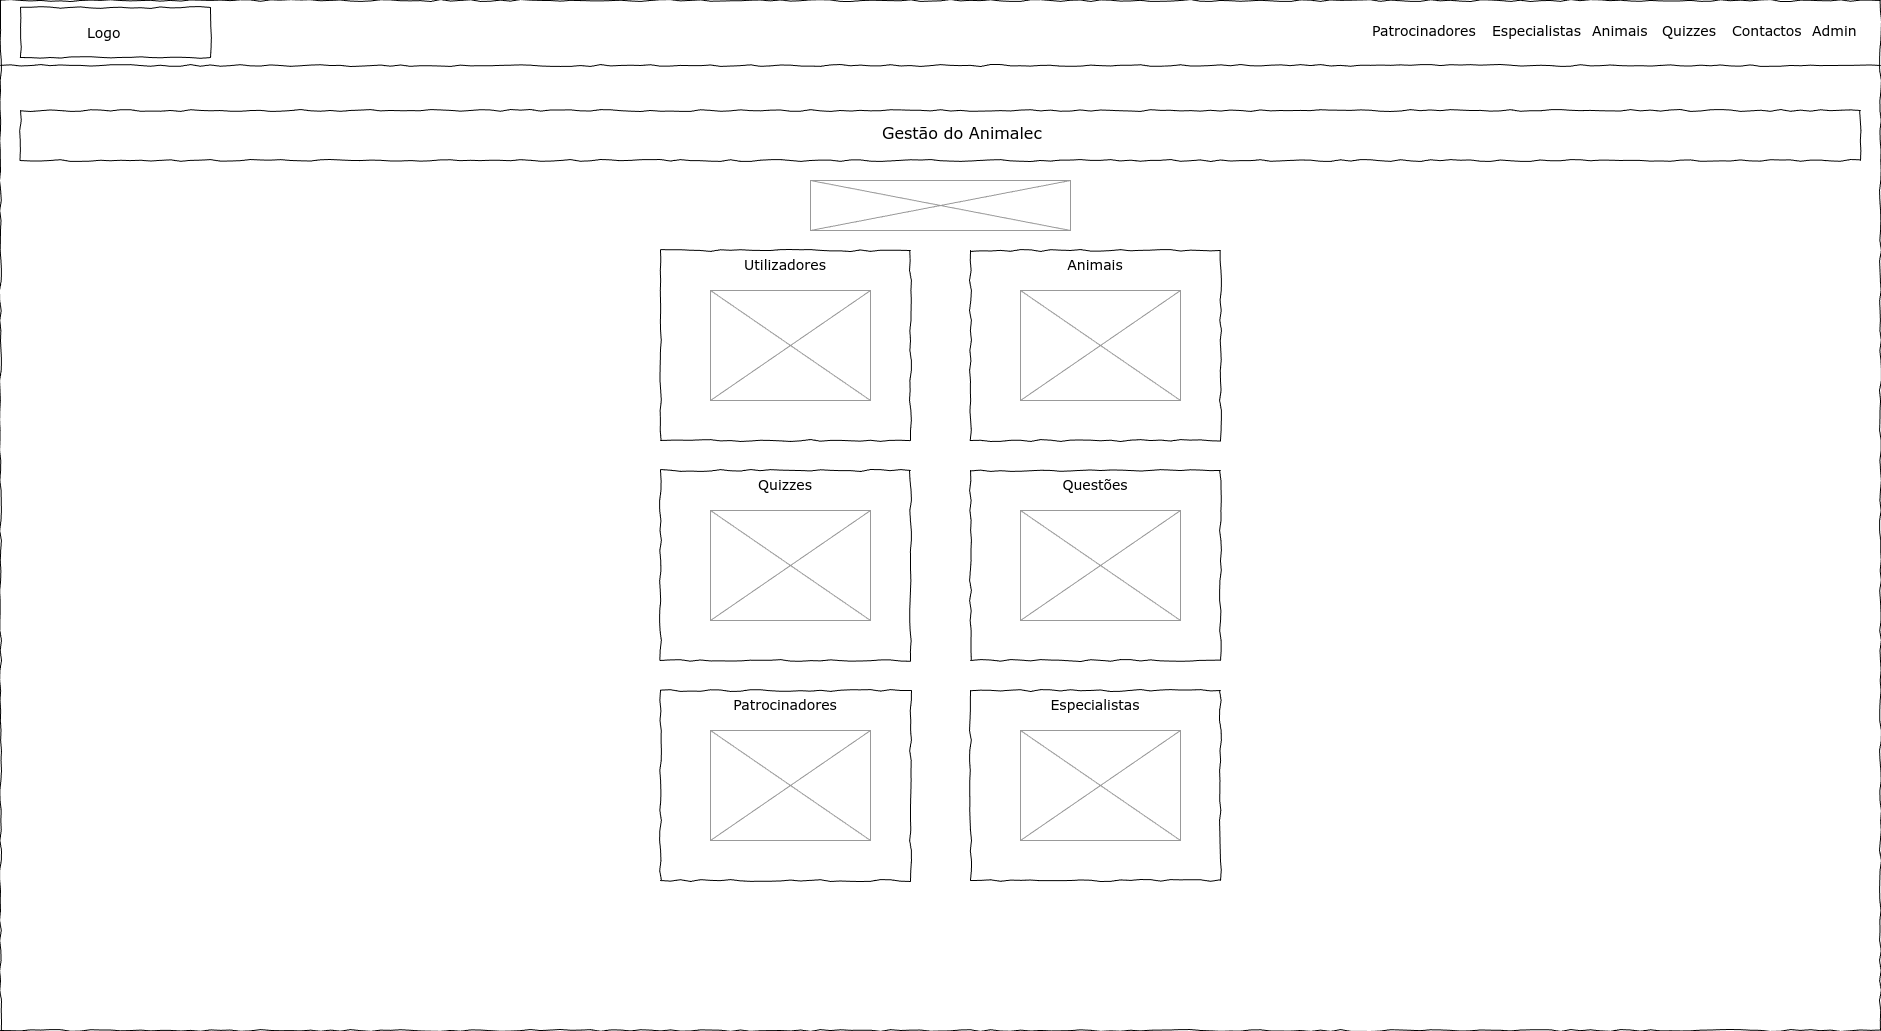 Logo
Patrocinadores Especialistas Animais Quizzes Contactos Admin
Gestão do Animalec
Utilizadores
Animais
Quizzes
Questões
Patrocinadores
Especialistas